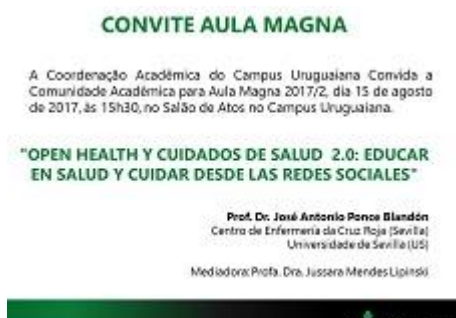 CONVITE AULA MAGNA
A Coordenação Acadêmica do Campus Uruguaiana Convida a
Comunidade Acadêmica para Aula Magna 2017/2, dia 15 de agosto
de 2017, às 15h30, no Salão de Atos no Campus Uruguaiana.
"OPEN HEALTH Y CUIDADOS DE SALUD 2.0: EDUCAR
EN SALUD Y CUIDAR DESDE LAS REDES SOCIALES"
Prof. Dr. José Antonio Ponce Blandón
Centro de Enfermería da Cruz Roja (Sevilla)
Universidade de Sevilla (US)
Mediadora: Profa. Dra. Jussara Mendes Lipinski